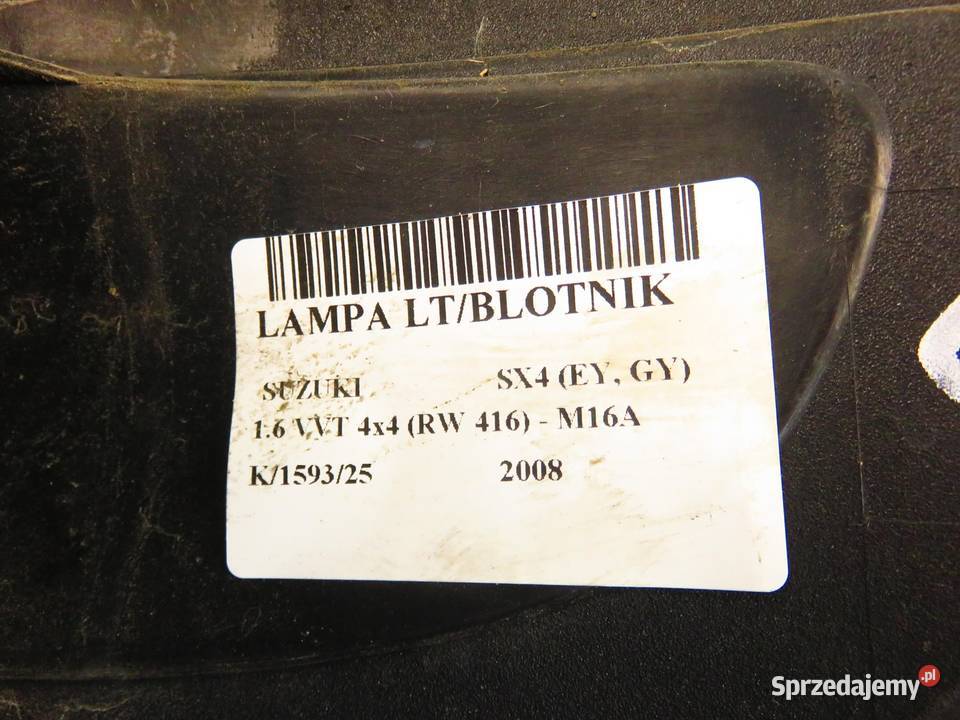 LAMPA LT/BLOTNIK
SUZUKI SX4 (EY, GY)
1.6 VVT 4x4 (RW 416) - M16A
K/1593/25 2008
Sprzedajemy.pl